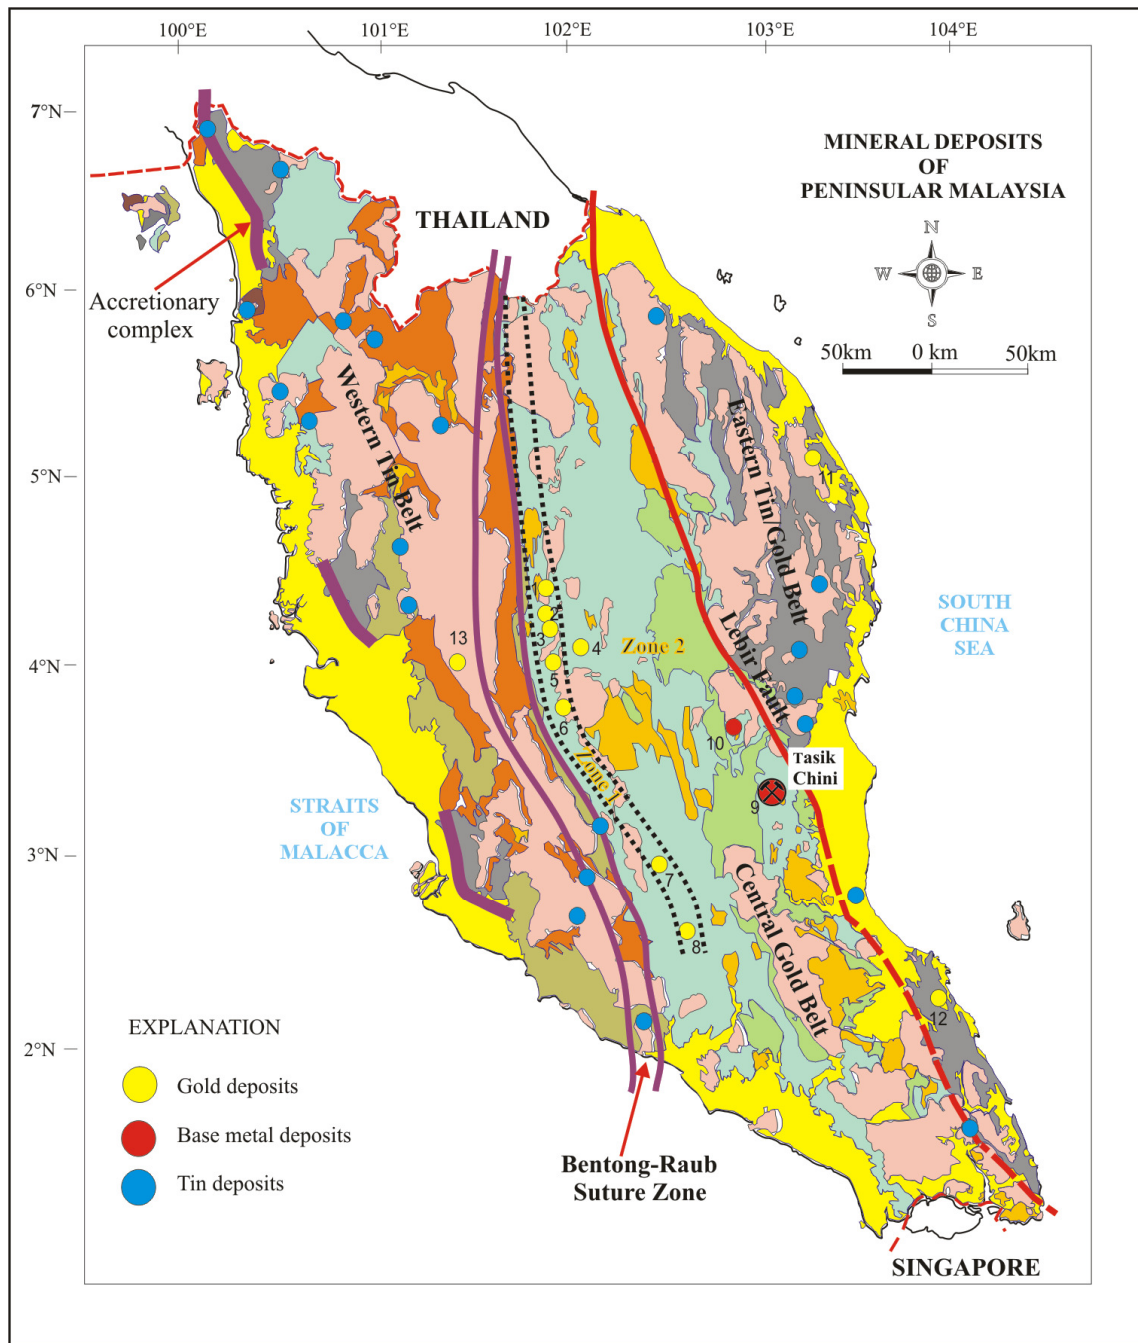 100°E
101°E
102°E
103°E
104°E
7°N
6°N
5°N
4°N
3°N
2°N
MINERAL DEPOSITS
OF
PENINSULAR MALAYSIA
N
W
E
S
50km
0 km
50km
THAILAND
Accretionary
complex
Western Tin Belt
Eastern Tin/Gold Belt
Lebir Fault
Central Gold Belt
Zone 2
Zone 1
SOUTH
CHINA
SEA
STRAITS
OF
MALACCA
Tasik
Chini
1
2
3
4
5
6
7
8
9
10
11
12
13
EXPLANATION
Gold deposits
Base metal deposits
Tin deposits
Bentong-Raub
Suture Zone
SINGAPORE